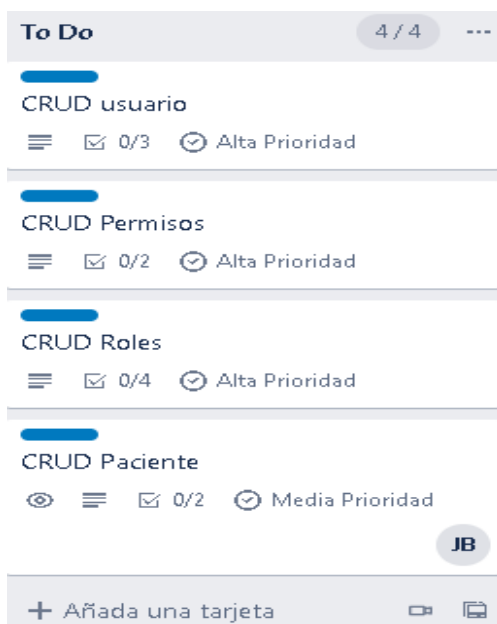 To Do 4 / 4
CRUD usuario
0/3 Alta Prioridad
CRUD Permisos
0/2 Alta Prioridad
CRUD Roles
0/4 Alta Prioridad
CRUD Paciente
0/2 Media Prioridad
JB
+ Añada una tarjeta